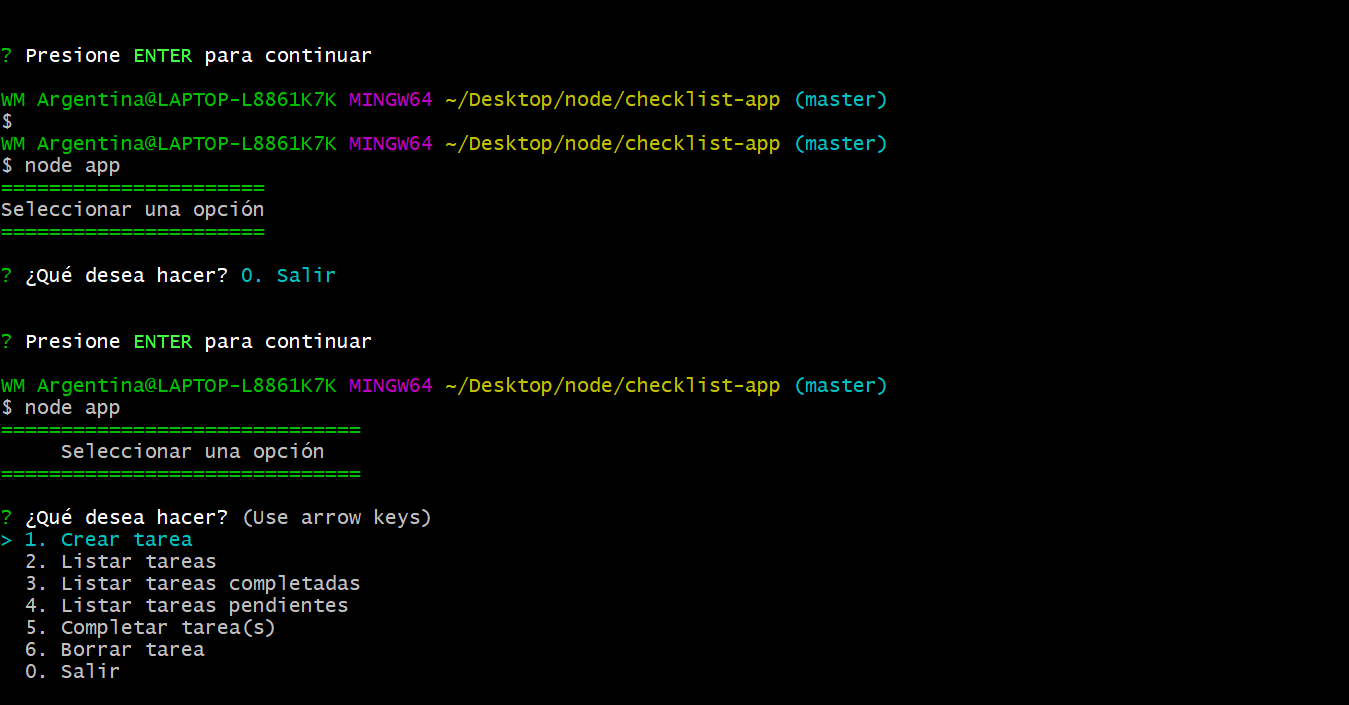 ? Presione ENTER para continuar
WM Argentina@LAPTOP-L8861K7K MINGW64 ~/Desktop/node/checklist-app (master)
$
WM Argentina@LAPTOP-L8861K7K MINGW64 ~/Desktop/node/checklist-app (master)
$ node app
======================
Seleccionar una opción
======================
? ¿Qué desea hacer? 0. Salir
? Presione ENTER para continuar
WM Argentina@LAPTOP-L8861K7K MINGW64 ~/Desktop/node/checklist-app (master)
$ node app
==============================
     Seleccionar una opción
==============================
? ¿Qué desea hacer? (Use arrow keys)
> 1. Crear tarea
  2. Listar tareas
  3. Listar tareas completadas
  4. Listar tareas pendientes
  5. Completar tarea(s)
  6. Borrar tarea
  0. Salir